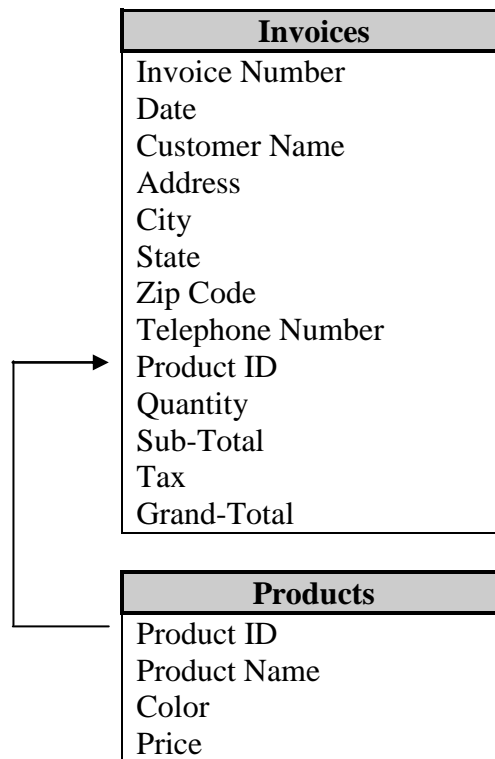 Invoices
Invoice Number
Date
Customer Name
Address
City
State
Zip Code
Telephone Number
Product ID
Quantity
Sub-Total
Tax
Grand-Total
Products
Product ID
Product Name
Color
Price